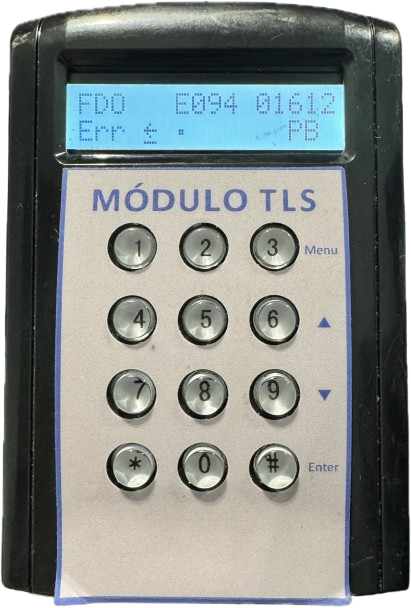 FDO E094 01612
Err ← . PB
MÓDULO TLS
1 2 3 Menu
4 5 6 ▲
7 8 9 ▼
* 0 # Enter